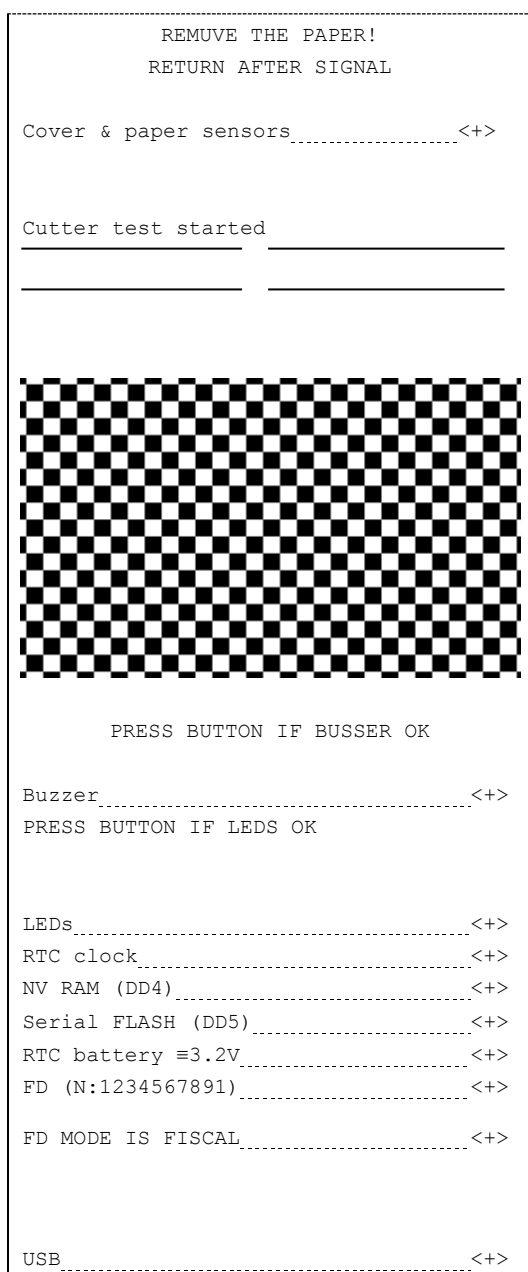 REMUVE THE PAPER!
RETURN AFTER SIGNAL
Cover & paper sensors<+>
Cutter test started
PRESS BUTTON IF BUSSER OK
Buzzer<+>
PRESS BUTTON IF LEDS OK
LEDs<+>
RTC clock<+>
NV RAM (DD4)<+>
Serial FLASH (DD5)<+>
RTC battery ≡3.2V<+>
FD (N:1234567891)<+>
FD MODE IS FISCAL<+>
USB<+>